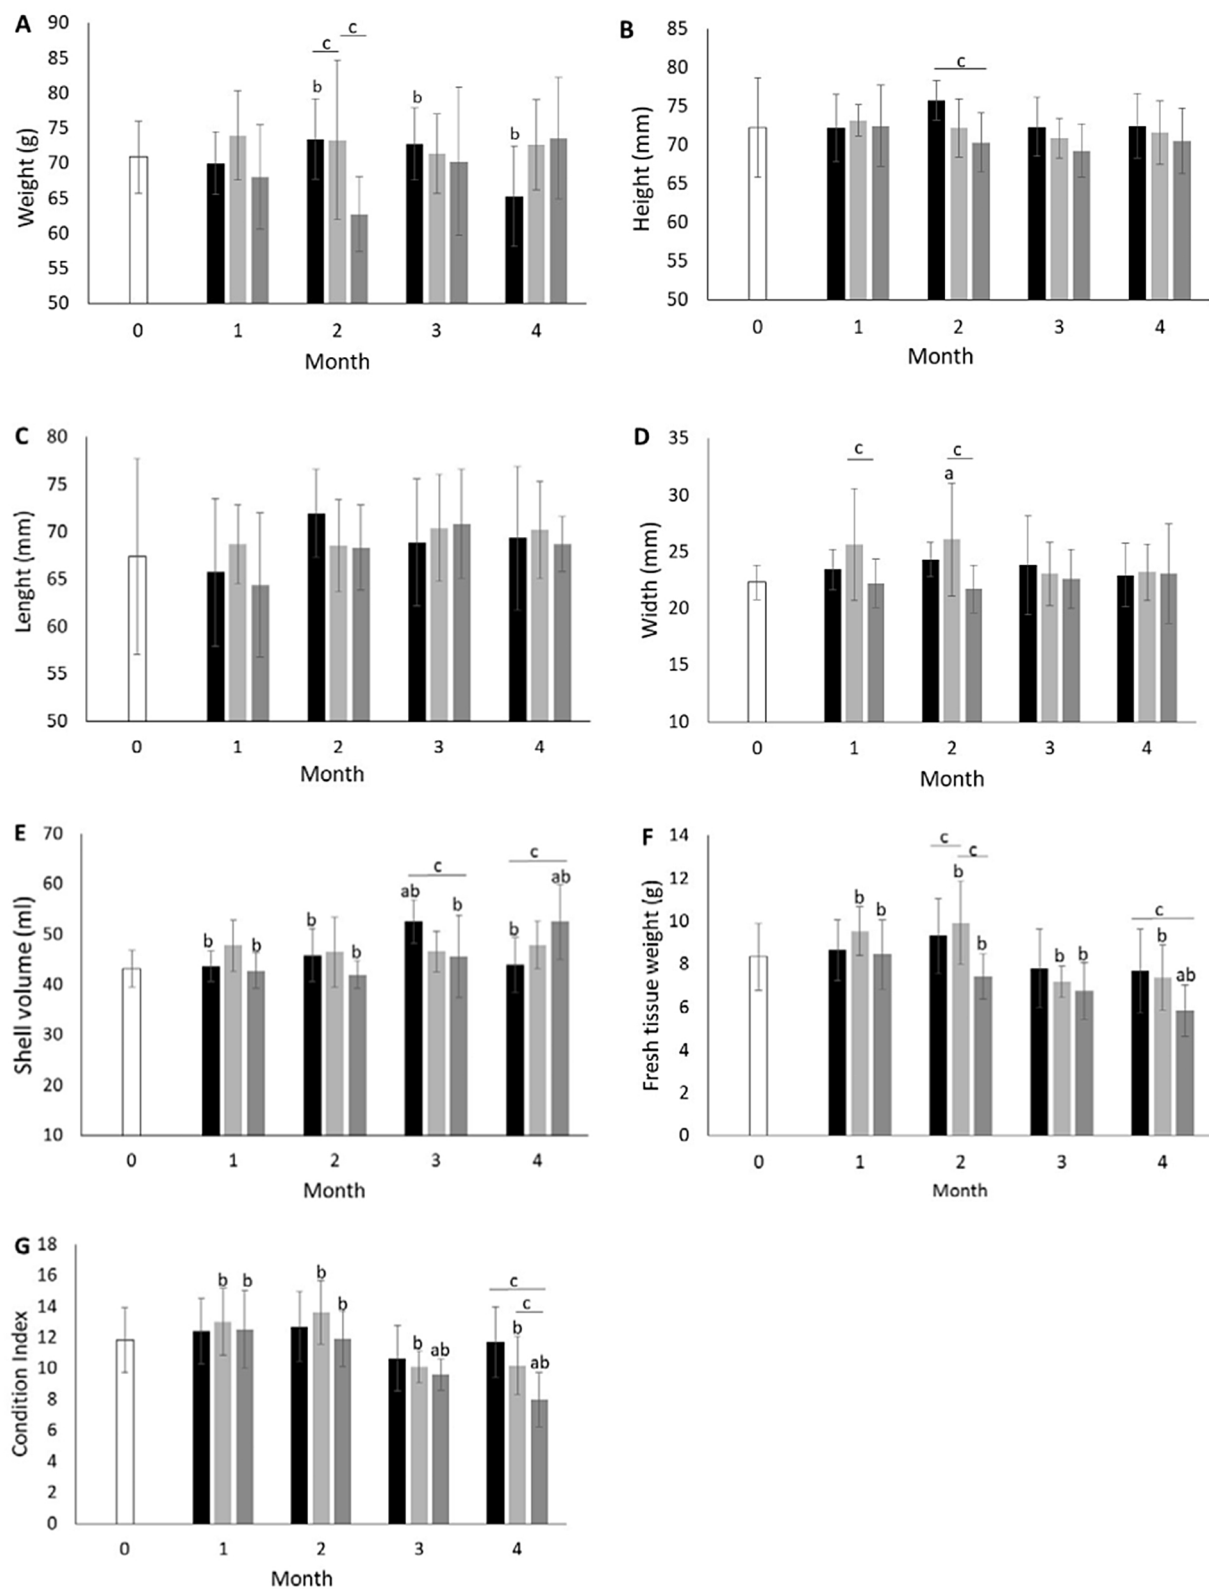 A
Weight (g)
90
85
80
75
70
65
60
55
50
c
c
b
b
b
0 1 2 3 4
Month
B
Height (mm)
85
80
75
70
65
60
55
50
c
0 1 2 3 4
Month
C
Lenght (mm)
80
75
70
65
60
55
50
0 1 2 3 4
Month
D
Width (mm)
35
30
25
20
15
10
c
c
a
0 1 2 3 4
Month
E
Shell volume (ml)
70
60
50
40
30
20
10
c
c
b b b b ab b b ab
0 1 2 3 4
Month
F
Fresh tissue weight (g)
14
12
10
8
6
4
2
0
c
c
c
b b b b b b b ab
0 1 2 3 4
Month
G
Condition Index
18
16
14
12
10
8
6
4
2
0
c
c
b b b b b ab b ab
0 1 2 3 4
Month